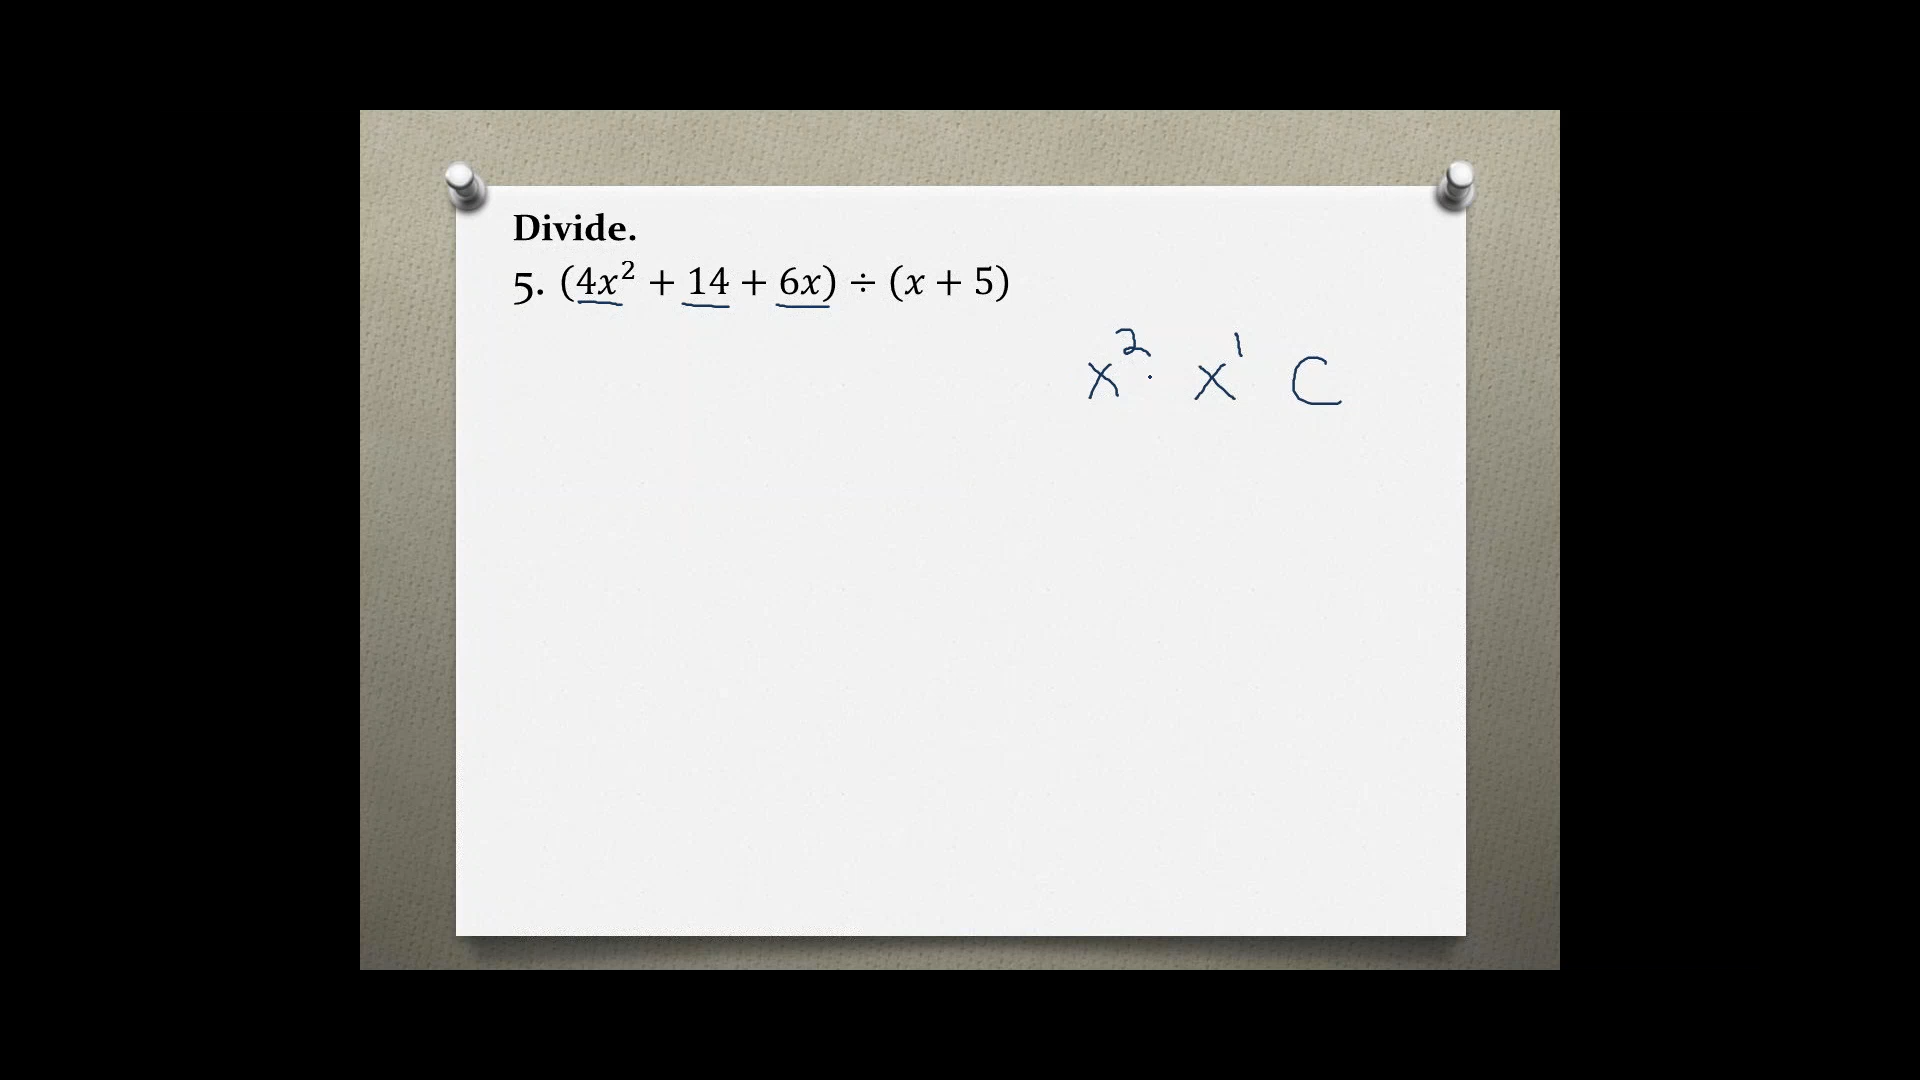 Divide.
5. (4x² + 14 + 6x) ÷ (x + 5)
x² · x¹ C